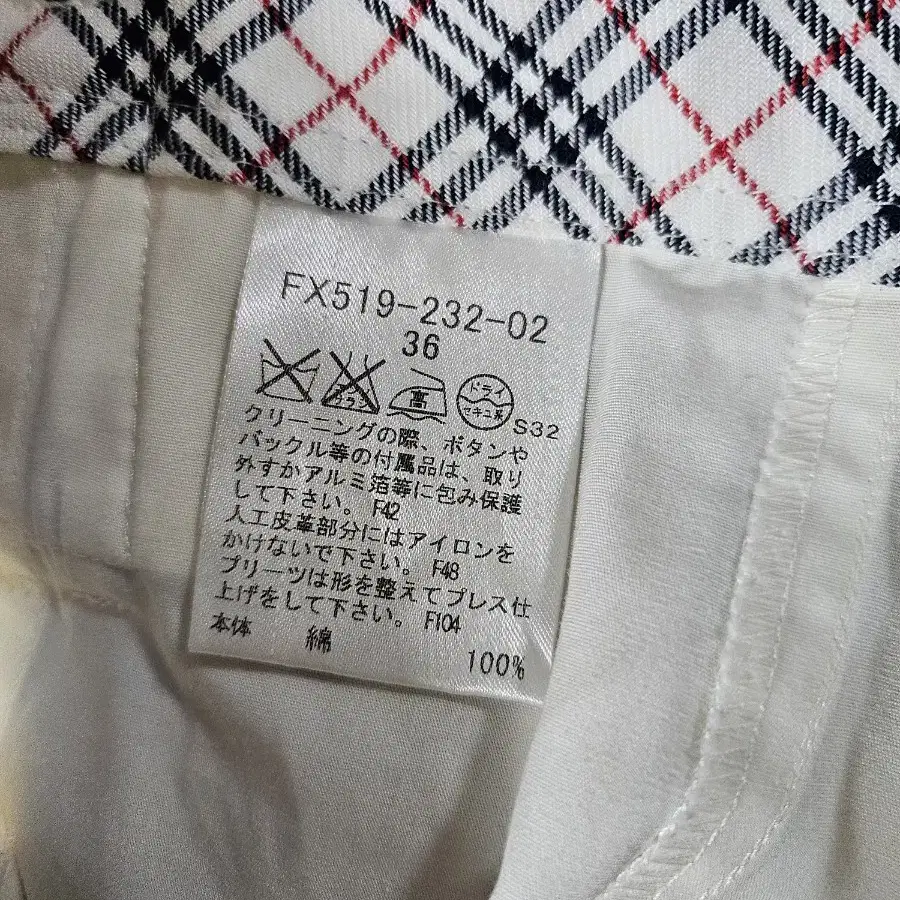 FX519-232-02
36
高 ドライ セキユ系 S32
クリーニングの際、ボタンや
バックル等の付属品は、取り
外すかアルミ箔等に包み保護
して下さい。 F42
人工皮革部分にはアイロンを
かけないで下さい。 F48
プリーツは形を整えてプレス仕
上げをして下さい。 F104
本体 綿 100%